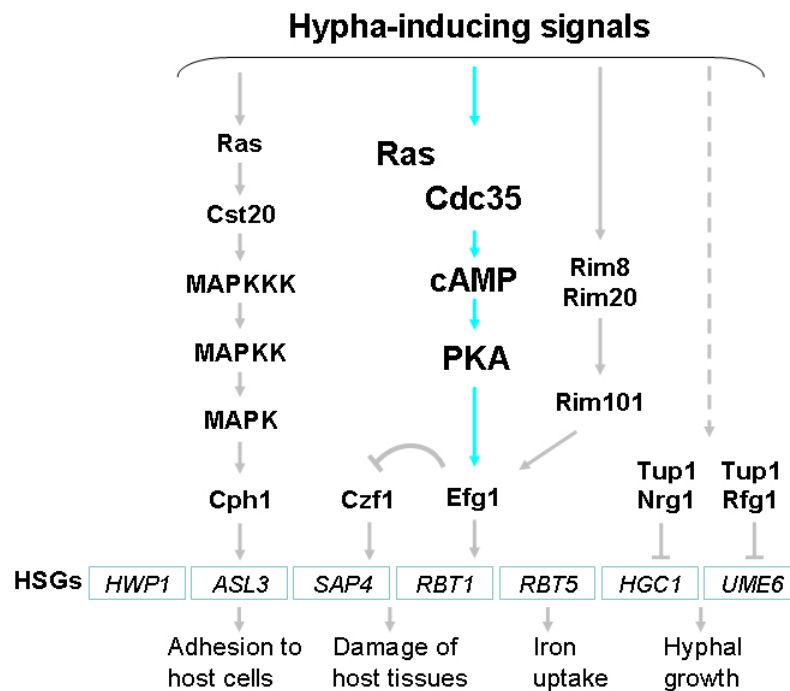 Hypha-inducing signals
Ras
Cst20
MAPKKK
MAPKK
MAPK
Cph1
Ras
Cdc35
cAMP
PKA
Czf1
Efg1
Rim8
Rim20
Rim101
Tup1
Nrg1
Tup1
Rfg1
HSGs HWP1 ASL3 SAP4 RBT1 RBT5 HGC1 UME6
Adhesion to
host cells
Damage of
host tissues
Iron
uptake
Hyphal
growth